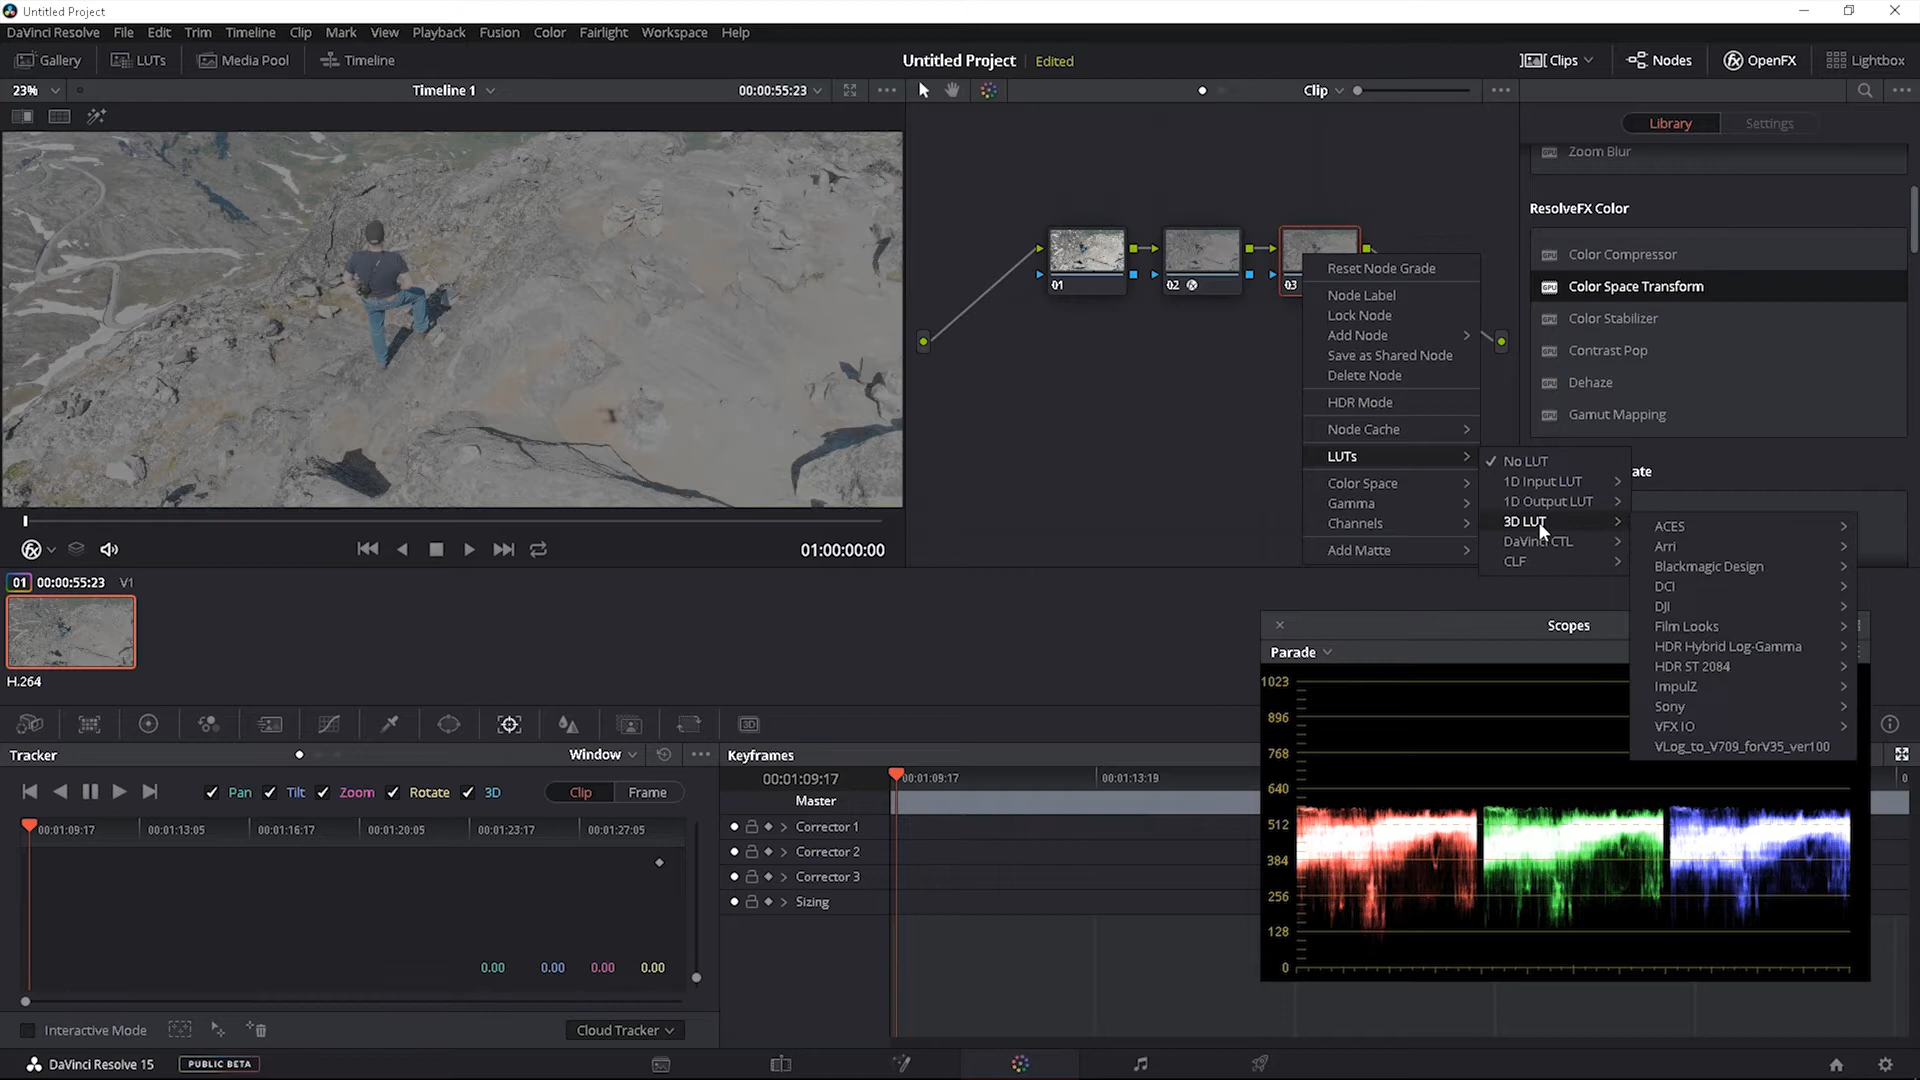 Untitled Project
DaVinci Resolve File Edit Trim Timeline Clip Mark View Playback Fusion Color Fairlight Workspace Help
Gallery LUTs Media Pool Timeline Untitled Project Edited Clips Nodes OpenFX Lightbox
23% Timeline 1 00:00:55:23 Clip
Library Settings
Zoom Blur
ResolveFX Color
Color Compressor
Color Space Transform
Color Stabilizer
Contrast Pop
Dehaze
Gamut Mapping
ate
01
02
03
Reset Node Grade
Node Label
Lock Node
Add Node
Save as Shared Node
Delete Node
HDR Mode
Node Cache
LUTs
Color Space
Gamma
Channels
Add Matte
No LUT
1D Input LUT
1D Output LUT
3D LUT
DaVinci CTL
CLF
ACES
Arri
Blackmagic Design
DCI
DJI
Film Looks
HDR Hybrid Log-Gamma
HDR ST 2084
ImpulZ
Sony
VFX IO
VLog_to_V709_forV35_ver100
01:00:00:00
01 00:00:55:23 V1
H.264
Scopes
Parade
1023
896
768
640
512
384
256
128
0
3D
Tracker Window
Pan Tilt Zoom Rotate 3D Clip Frame
00:01:09:17 00:01:13:05 00:01:16:17 00:01:20:05 00:01:23:17 00:01:27:05
0.00 0.00 0.00 0.00
Interactive Mode Cloud Tracker
Keyframes
00:01:09:17 00:01:09:17 00:01:13:19 0
Master
Corrector 1
Corrector 2
Corrector 3
Sizing
DaVinci Resolve 15 PUBLIC BETA